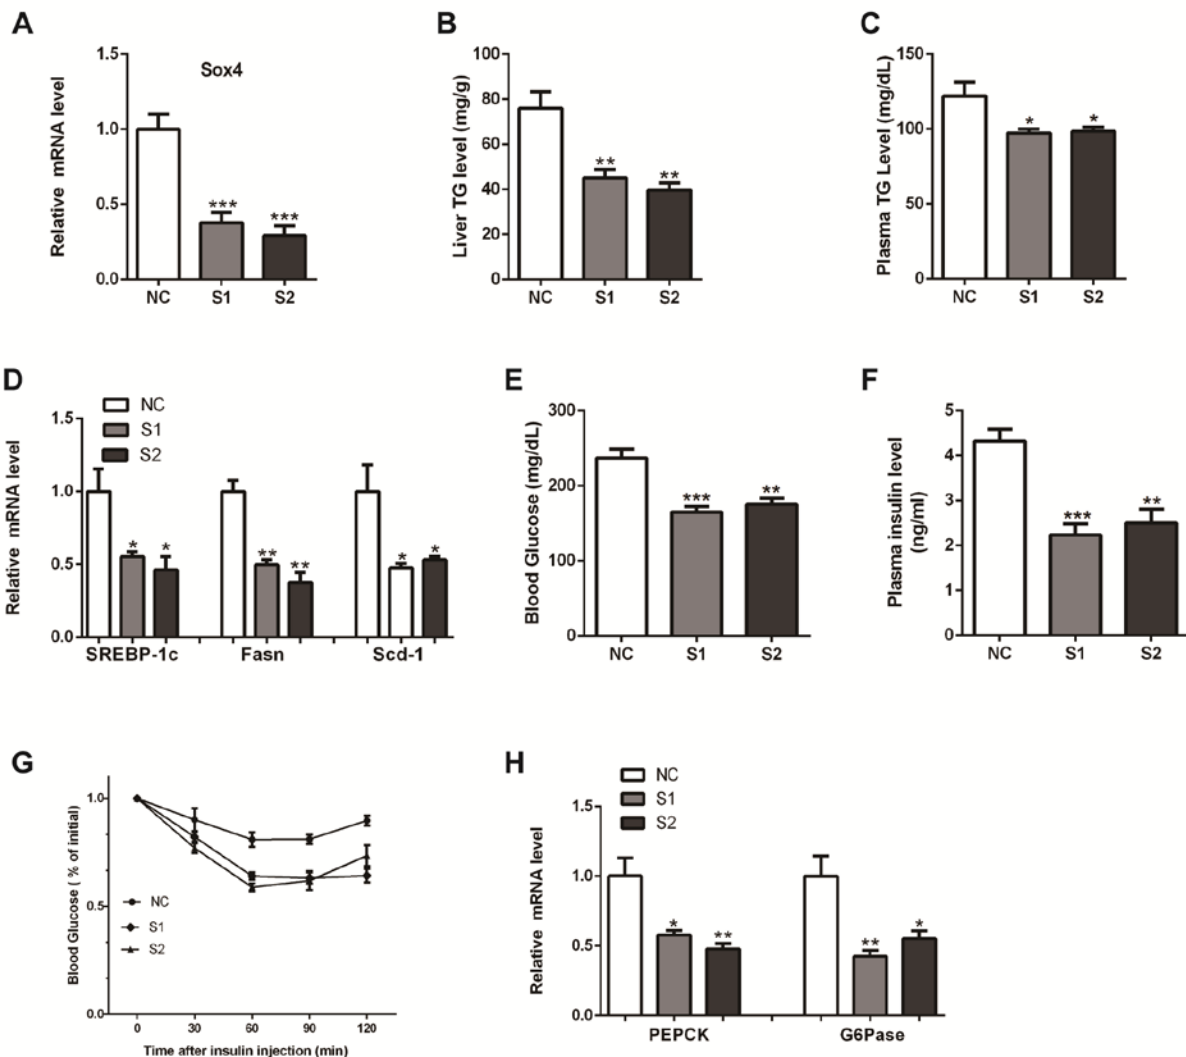 A
Sox4
Relative mRNA level
1.5
1.0
0.5
0.0
***
***
NC S1 S2
B
Liver TG level (mg/g)
100
80
60
40
20
0
**
**
NC S1 S2
C
Plasma TG Level (mg/dL)
150
100
50
0
*
*
NC S1 S2
D
NC
S1
S2
Relative mRNA level
1.5
1.0
0.5
0.0
* *
** **
* *
SREBP-1c Fasn Scd-1
E
Blood Glucose (mg/dL)
300
200
100
0
***
**
NC S1 S2
F
Plasma insulin level
(ng/ml)
5
4
3
2
1
0
***
**
NC S1 S2
G
Blood Glucose ( % of initial)
1.0
0.5
0.0
NC
S1
S2
0 30 60 90 120
Time after insulin injection (min)
H
NC
S1
S2
Relative mRNA level
1.5
1.0
0.5
0.0
* **
** *
PEPCK G6Pase